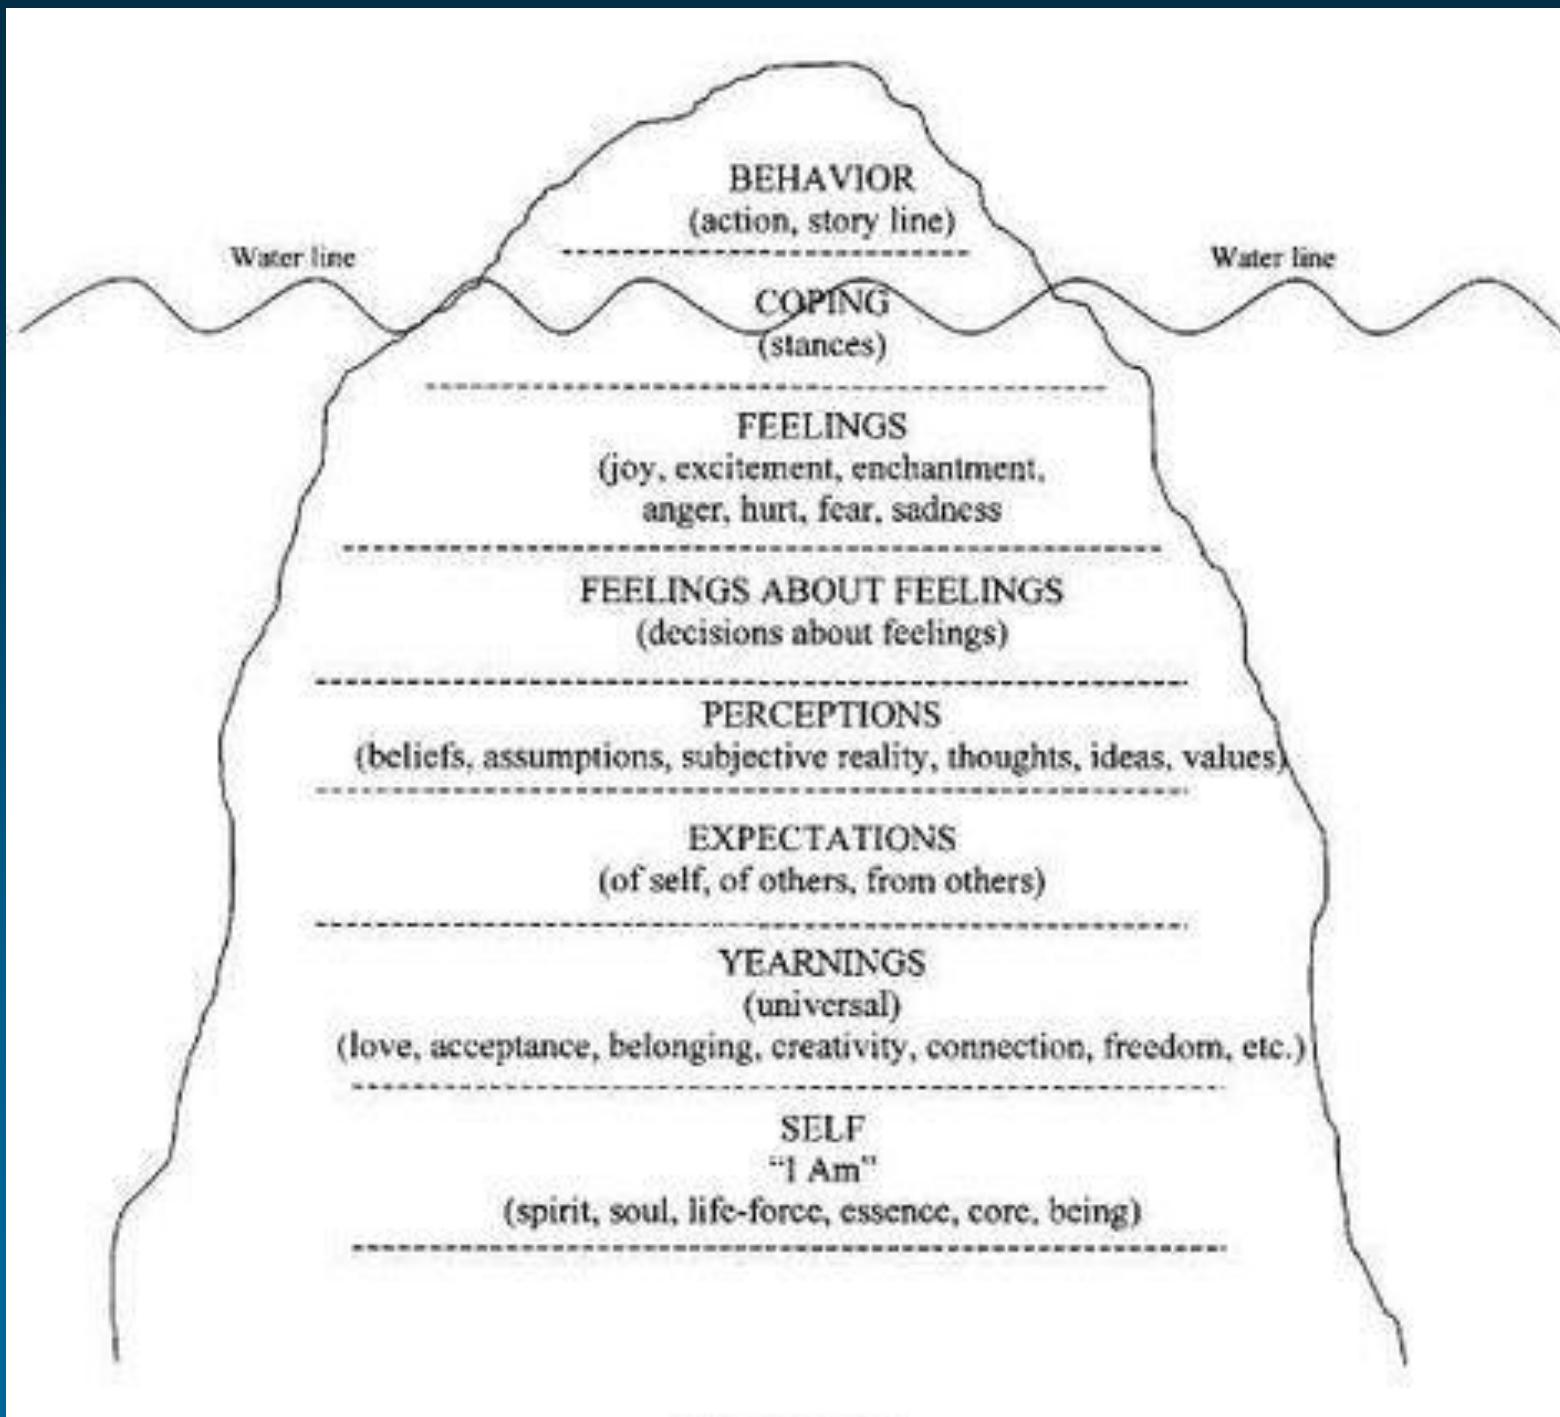 BEHAVIOR
(action, story line)
Water line
Water line
COPING
(stances)
FEELINGS
(joy, excitement, enchantment,
anger, hurt, fear, sadness
FEELINGS ABOUT FEELINGS
(decisions about feelings)
PERCEPTIONS
(beliefs, assumptions, subjective reality, thoughts, ideas, values)
EXPECTATIONS
(of self, of others, from others)
YEARNINGS
(universal)
(love, acceptance, belonging, creativity, connection, freedom, etc.)
SELF
“I Am”
(spirit, soul, life-force, essence, core, being)